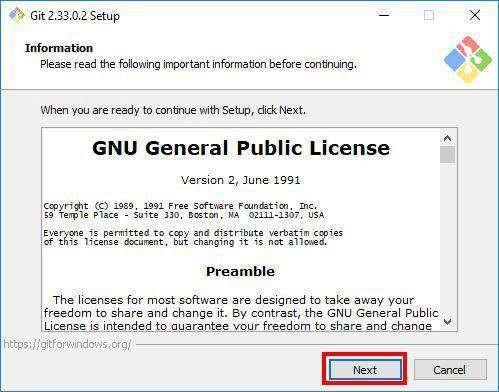 Git 2.33.0.2 Setup
Information
Please read the following important information before continuing.
When you are ready to continue with Setup, click Next.
GNU General Public License
Version 2, June 1991
Copyright (C) 1989, 1991 Free Software Foundation, Inc.
59 Temple Place - Suite 330, Boston, MA  02111-1307, USA
Everyone is permitted to copy and distribute verbatim copies
of this license document, but changing it is not allowed.
Preamble
The licenses for most software are designed to take away your
freedom to share and change it. By contrast, the GNU General Public
License is intended to guarantee your freedom to share and change
https://gitforwindows.org/
Next
Cancel